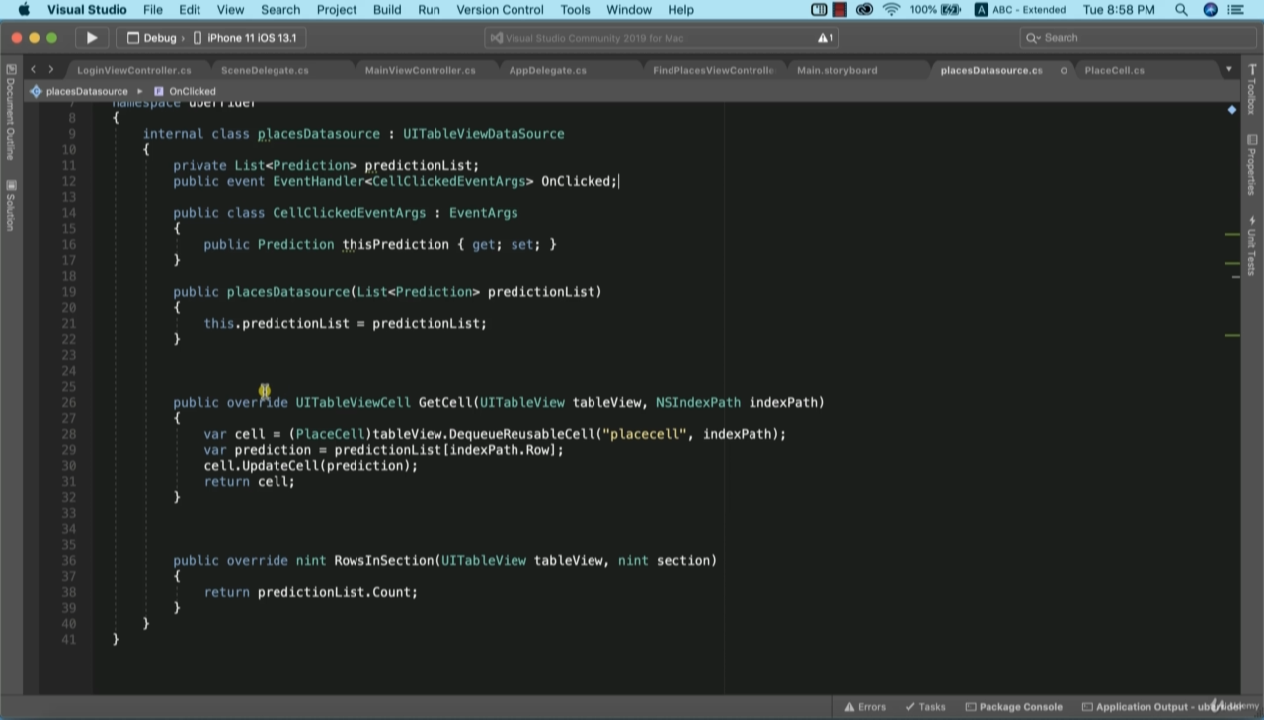 Visual Studio File Edit View Search Project Build Run Version Control Tools Window Help 100% A ABC - Extended Tue 8:58 PM
Debug › iPhone 11 iOS 13.1 Visual Studio Community 2019 for Mac 1 Search
LoginViewController.cs SceneDelegate.cs MainViewController.cs AppDelegate.cs FindPlacesViewControlle Main.storyboard placesDatasource.cs PlaceCell.cs
placesDatasource ▸ OnClicked
7 namespace uberrider
8 {
9 internal class placesDatasource : UITableViewDataSource
10 {
11 private List<Prediction> predictionList;
12 public event EventHandler<CellClickedEventArgs> OnClicked;
13
14 public class CellClickedEventArgs : EventArgs
15 {
16 public Prediction thisPrediction { get; set; }
17 }
18
19 public placesDatasource(List<Prediction> predictionList)
20 {
21 this.predictionList = predictionList;
22 }
23
24
25
26 public override UITableViewCell GetCell(UITableView tableView, NSIndexPath indexPath)
27 {
28 var cell = (PlaceCell)tableView.DequeueReusableCell("placecell", indexPath);
29 var prediction = predictionList[indexPath.Row];
30 cell.UpdateCell(prediction);
31 return cell;
32 }
33
34
35
36 public override nint RowsInSection(UITableView tableView, nint section)
37 {
38 return predictionList.Count;
39 }
40 }
41 }
Document Outline
Solution
Toolbox
Properties
Unit Tests
Errors Tasks Package Console Application Output -